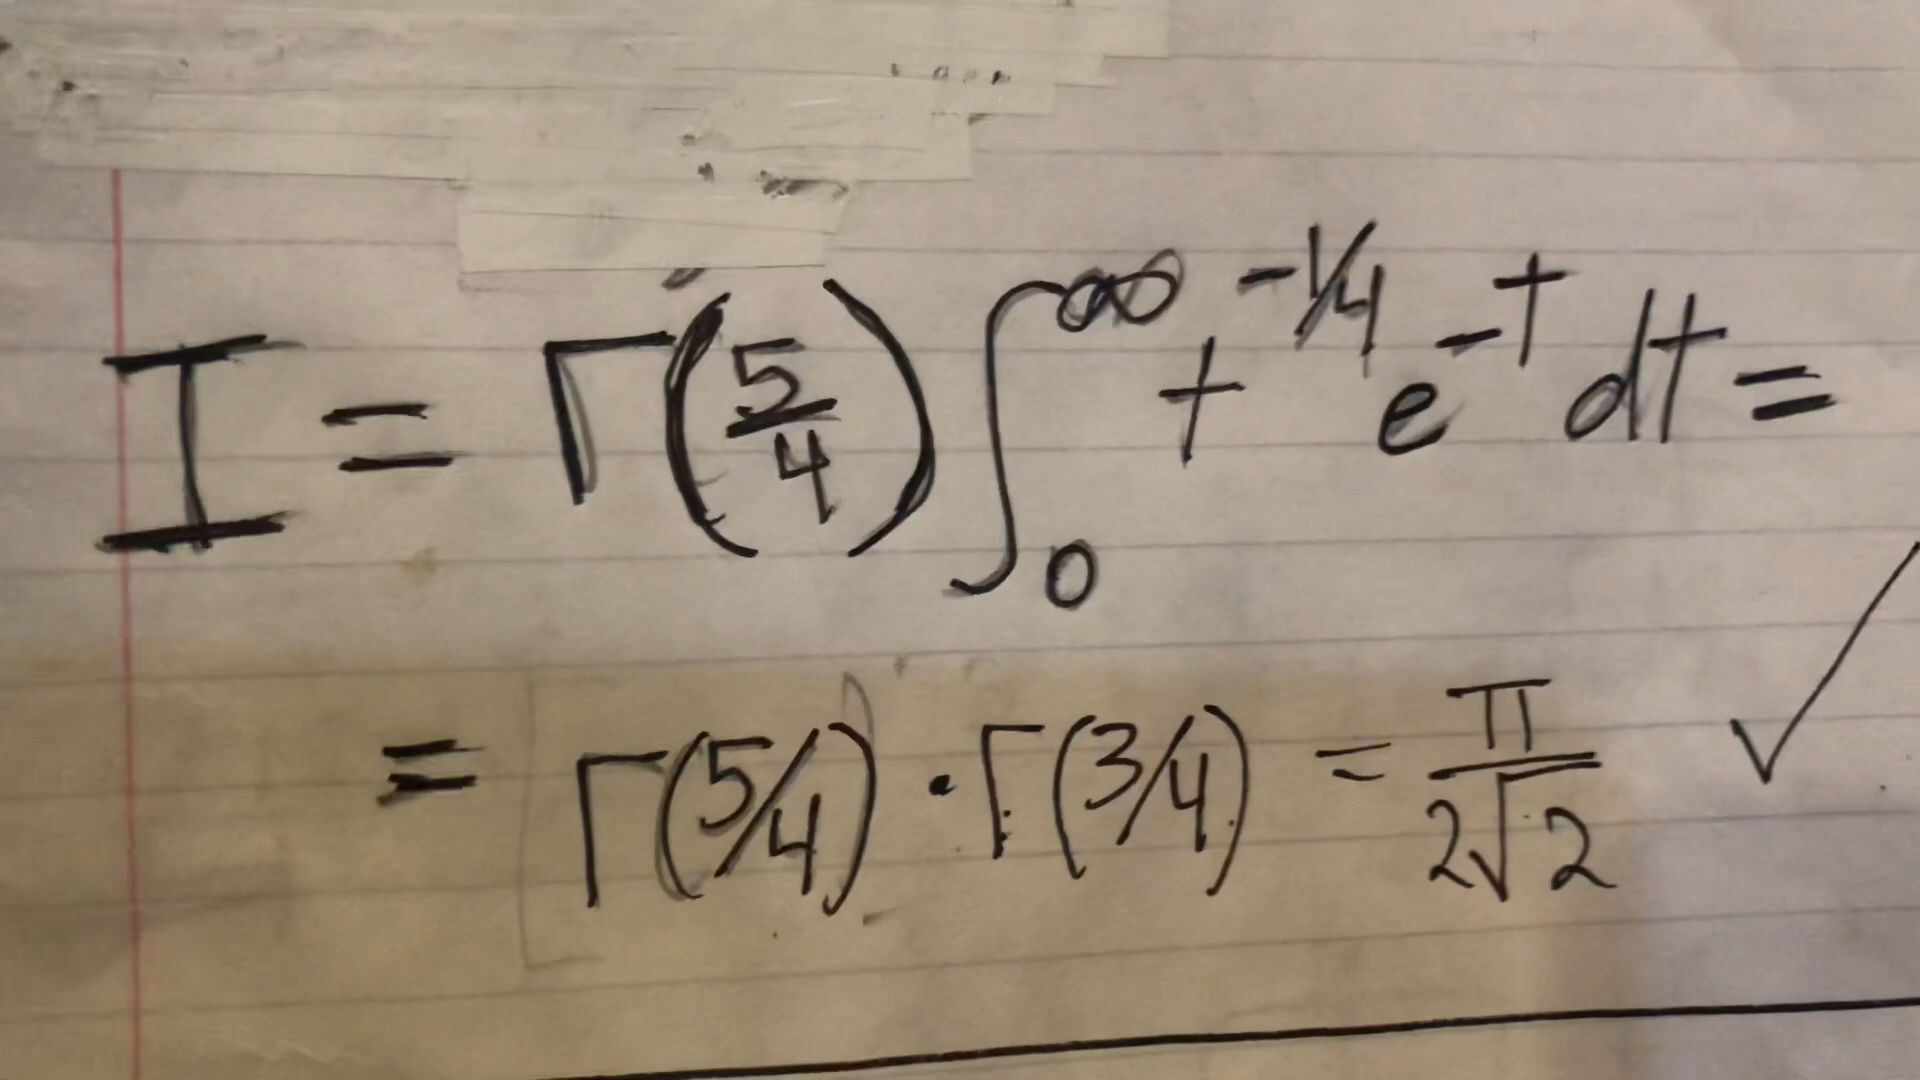 I = Γ(5/4) ∫₀^∞ t^(-1/4) e^(-t) dt =
= Γ(5/4) · Γ(3/4) = π/(2√2) ✓